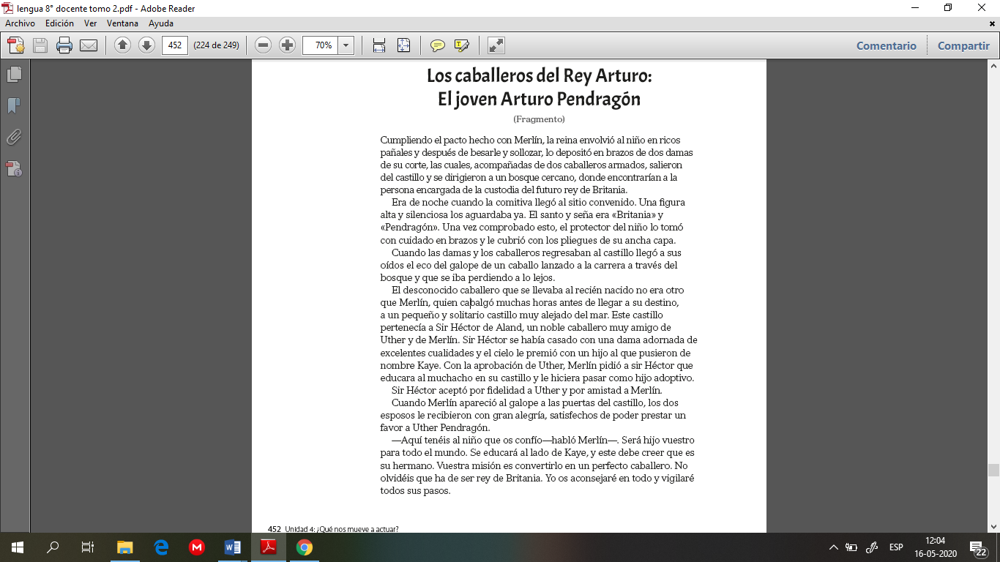 lengua 8° docente tomo 2.pdf - Adobe Reader
Archivo Edición Ver Ventana Ayuda
452 (224 de 249) 70% Comentario Compartir
Los caballeros del Rey Arturo:
El joven Arturo Pendragón
(Fragmento)
Cumpliendo el pacto hecho con Merlín, la reina envolvió al niño en ricos
pañales y después de besarle y sollozar, lo depositó en brazos de dos damas
de su corte, las cuales, acompañadas de dos caballeros armados, salieron
del castillo y se dirigieron a un bosque cercano, donde encontrarían a la
persona encargada de la custodia del futuro rey de Britania.
Era de noche cuando la comitiva llegó al sitio convenido. Una figura
alta y silenciosa los aguardaba ya. El santo y seña era «Britania» y
«Pendragón». Una vez comprobado esto, el protector del niño lo tomó
con cuidado en brazos y le cubrió con los pliegues de su ancha capa.
Cuando las damas y los caballeros regresaban al castillo llegó a sus
oídos el eco del galope de un caballo lanzado a la carrera a través del
bosque y que se iba perdiendo a lo lejos.
El desconocido caballero que se llevaba al recién nacido no era otro
que Merlín, quien cabalgó muchas horas antes de llegar a su destino,
a un pequeño y solitario castillo muy alejado del mar. Este castillo
pertenecía a Sir Héctor de Aland, un noble caballero muy amigo de
Uther y de Merlín. Sir Héctor se había casado con una dama adornada de
excelentes cualidades y el cielo le premió con un hijo al que pusieron de
nombre Kaye. Con la aprobación de Uther, Merlín pidió a sir Héctor que
educara al muchacho en su castillo y le hiciera pasar como hijo adoptivo.
Sir Héctor aceptó por fidelidad a Uther y por amistad a Merlín.
Cuando Merlín apareció al galope a las puertas del castillo, los dos
esposos le recibieron con gran alegría, satisfechos de poder prestar un
favor a Uther Pendragón.
—Aquí tenéis al niño que os confío—habló Merlín—. Será hijo vuestro
para todo el mundo. Se educará al lado de Kaye, y este debe creer que es
su hermano. Vuestra misión es convertirlo en un perfecto caballero. No
olvidéis que ha de ser rey de Britania. Yo os aconsejaré en todo y vigilaré
todos sus pasos.
452 Unidad 4: ¿Qué nos mueve a actuar?
ESP
12:04
16-05-2020
22